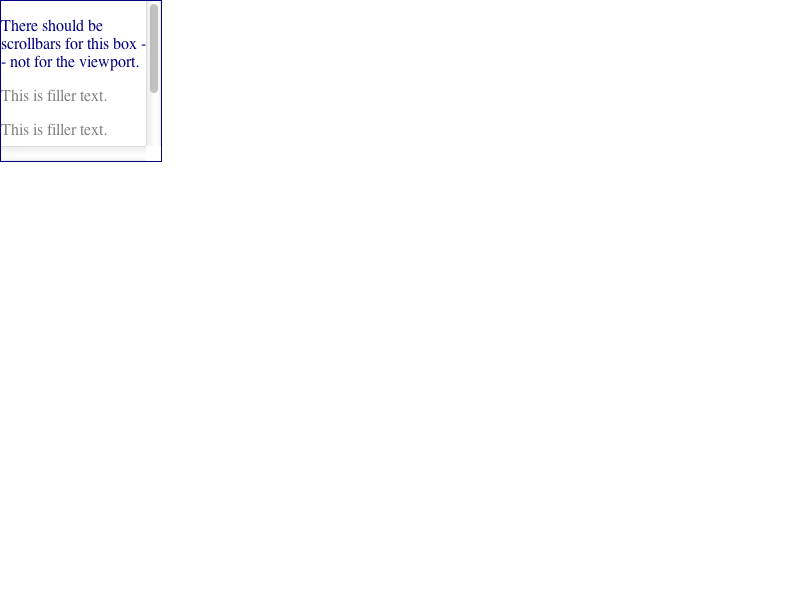 There should be
scrollbars for this box -
- not for the viewport.
This is filler text.
This is filler text.